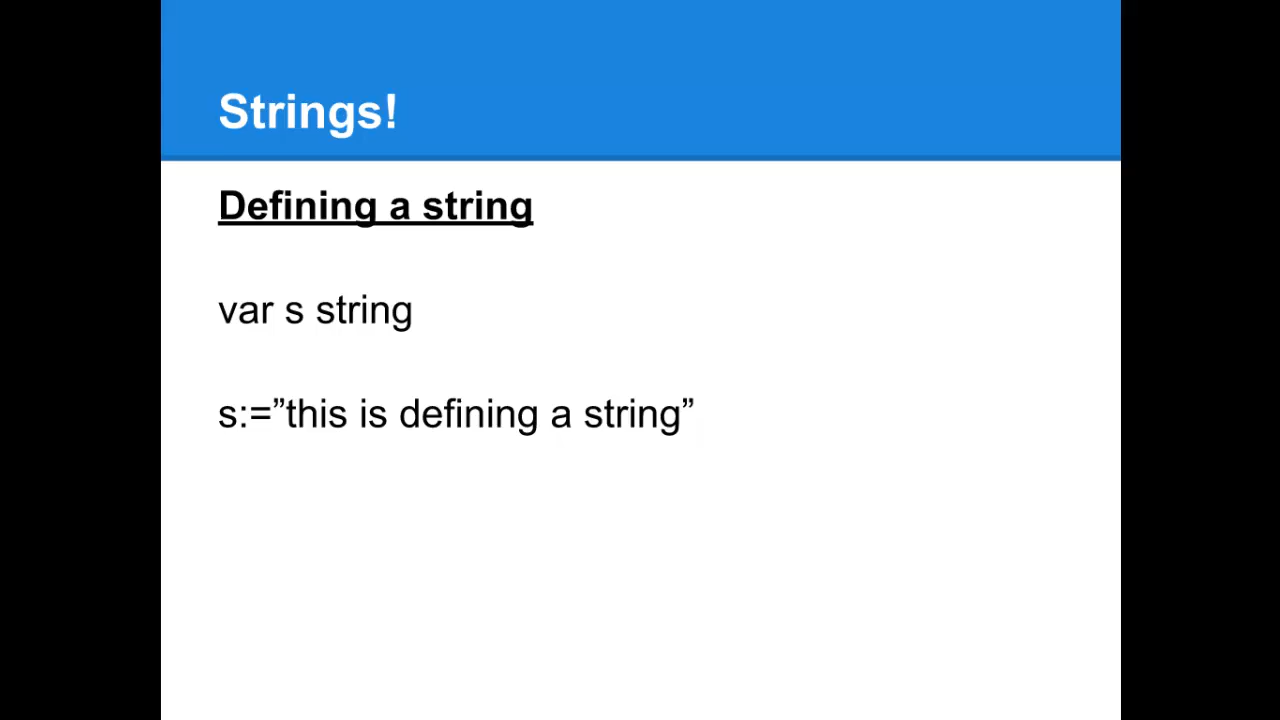 Strings!
Defining a string
var s string
s:=”this is defining a string”